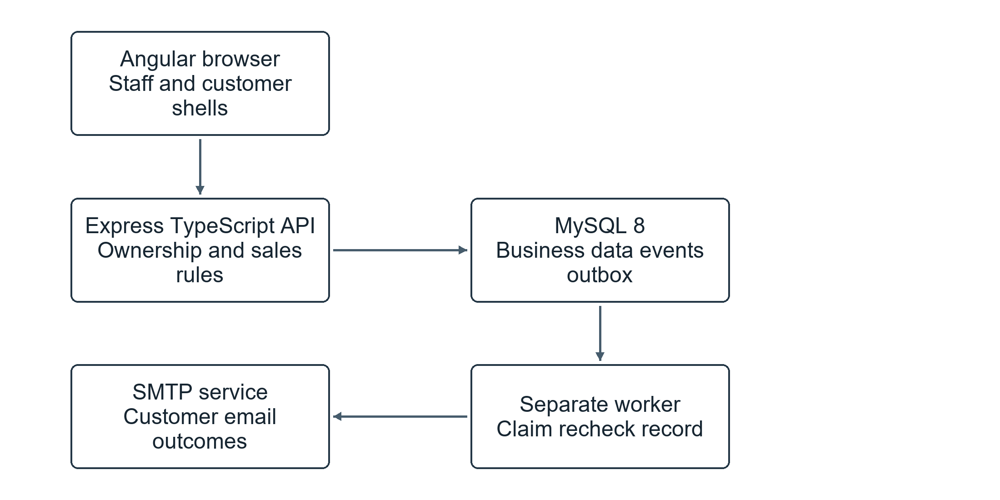 Angular browser
Staff and customer
shells
Express TypeScript API
Ownership and sales
rules
MySQL 8
Business data events
outbox
SMTP service
Customer email
outcomes
Separate worker
Claim recheck record